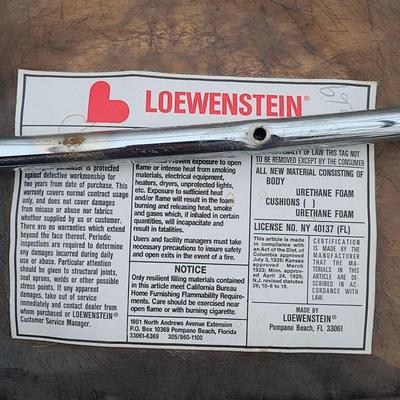 LOEWENSTEIN®
against defective workmanship for
two years from date of purchase. This
warranty covers normal contract usage
only, and does not cover damages
from misuse or abuse nor fabrics
whether supplied by us or customer.
There are no warranties which extend
beyond the face thereof. Periodic
inspections are required to determine
any damages incurred during daily
use or abuse. Particular attention
should be given to structural joints,
seat aprons, welds or other possible
stress points. If any apparent
damages, take out of service
immediately and contact dealer from
whom purchased or LOEWENSTEIN®
Customer Service Manager.
flame or intense heat from smoking
materials, electrical equipment,
heaters, dryers, unprotected lights,
etc. Exposure to sufficient heat
and/or flame will result in the foam
burning and releasing heat, smoke
and gases which, if inhaled in certain
quantities, will incapacitate and
result in fatalities.
Users and facility managers must take
necessary precautions to insure safety
and open exits in the event of a fire.
NOTICE
Only resilient filling materials contained
in this article meet California Bureau
Home Furnishing Flammability Require-
ments. Care should be exercised near
open flame or with burning cigarette.
1801 North Andrews Avenue Extension
P.O. Box 10369 Pompano Beach, Florida
33061-6369 305/960-1100
PENALTY OF LAW THIS TAG NOT
TO BE REMOVED EXCEPT BY THE CONSUMER
ALL NEW MATERIAL CONSISTING OF
BODY
URETHANE FOAM
CUSHIONS ( )
URETHANE FOAM
LICENSE NO. NY 40137 (FL)
This article is made
in compliance with
an Act of the Dist. of
Columbia approved
July 3, 1926; Kansas
approved March
1923; Minn. approv-
ed April 24, 1929;
N.J. revised statutes
26; 10-6 to 18.
CERTIFICATION
IS MADE BY THE
MANUFACTURER
THAT THE MA-
TERIALS IN THIS
ARTICLE ARE DE-
SCRIBED IN AC-
CORDANCE WITH
LAW.
MADE BY
LOEWENSTEIN®
Pompano Beach, FL 33061